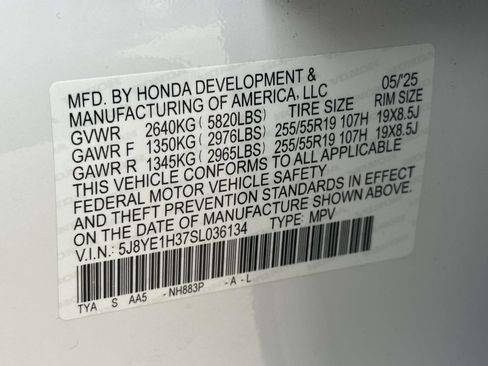 MFD. BY HONDA DEVELOPMENT & 05/'25
MANUFACTURING OF AMERICA, LLC
GVWR 2640KG(5820LBS) TIRE SIZE RIM SIZE
GAWR F 1350KG(2976LBS) 255/55R19 107H 19X8.5J
GAWR R 1345KG(2965LBS) 255/55R19 107H 19X8.5J
THIS VEHICLE CONFORMS TO ALL APPLICABLE
FEDERAL MOTOR VEHICLE SAFETY
AND THEFT PREVENTION STANDARDS IN EFFECT
ON THE DATE OF MANUFACTURE SHOWN ABOVE.
V.I.N.: 5J8YE1H37SL036134 TYPE: MPV
TYA S AA5 -NH883P -A-L